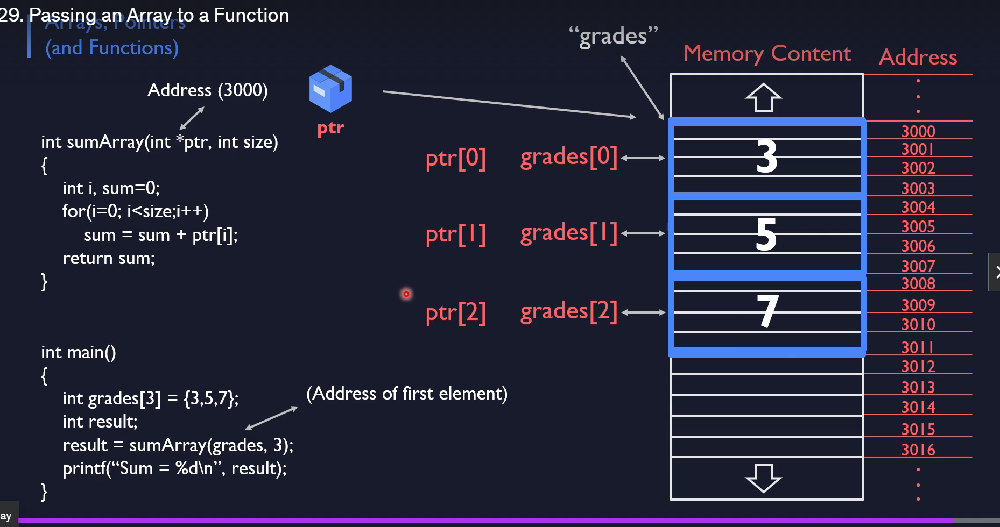 29. Passing an Array to a Function
Arrays, Pointers
(and Functions)
“grades”
Memory Content
Address
Address (3000)
ptr
int sumArray(int *ptr, int size)
{
int i, sum=0;
for(i=0; i<size;i++)
sum = sum + ptr[i];
return sum;
}
int main()
{
int grades[3] = {3,5,7};
(Address of first element)
int result;
result = sumArray(grades, 3);
printf(“Sum = %d\n”, result);
}
ptr[0] grades[0]
ptr[1] grades[1]
ptr[2] grades[2]
3
5
7
3000
3001
3002
3003
3004
3005
3006
3007
3008
3009
3010
3011
3012
3013
3014
3015
3016
ay